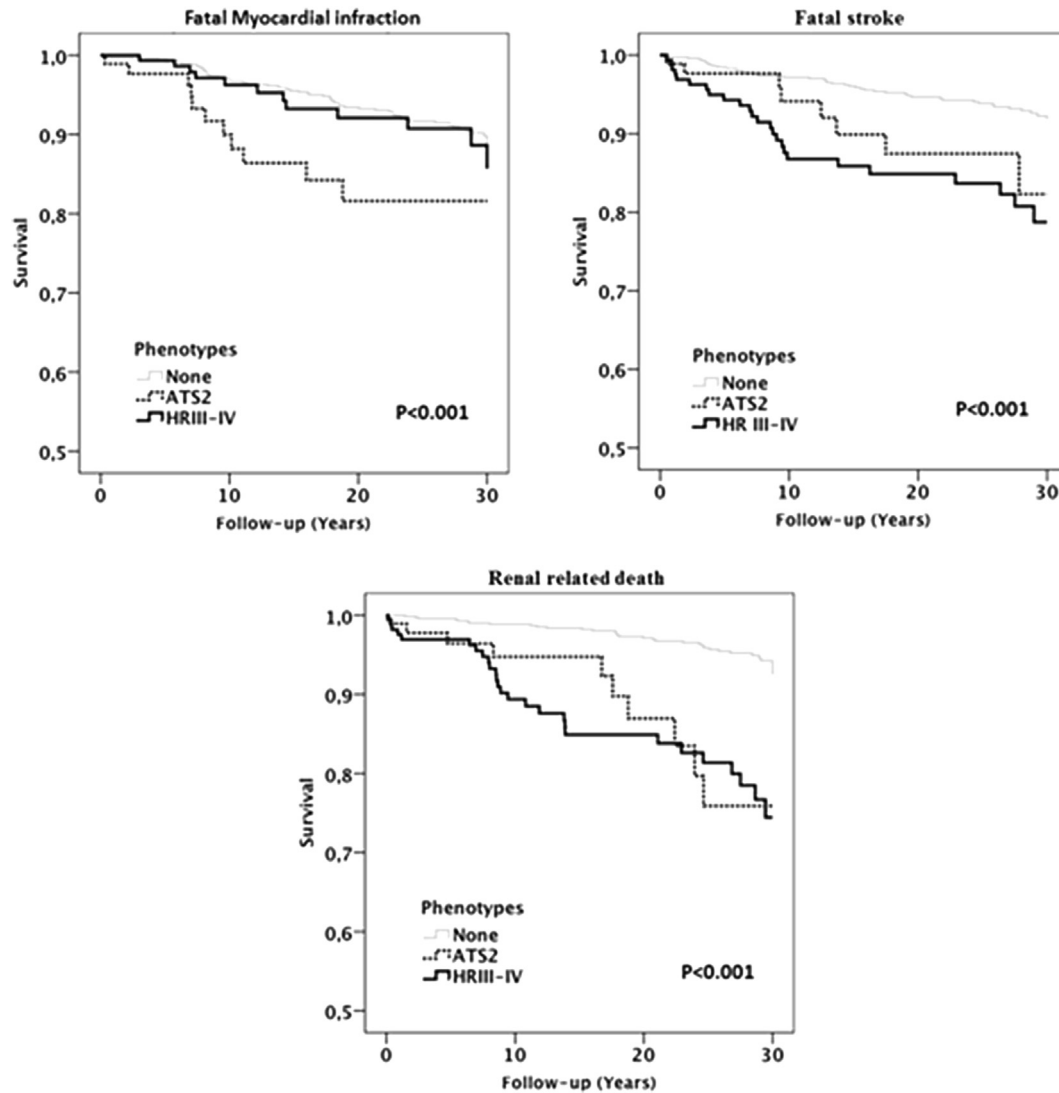 Fatal Myocardial infraction
1,0
0,9
0,8
0,7
0,6
0,5
Survival
Phenotypes
None
ATS2
HRIII-IV
P<0.001
0 10 20 30
Follow-up (Years)
Fatal stroke
1,0
0,9
0,8
0,7
0,6
0,5
Survival
Phenotypes
None
ATS2
HR III-IV
P<0.001
0 10 20 30
Follow-up (Years)
Renal related death
1,0
0,9
0,8
0,7
0,6
0,5
Survival
Phenotypes
None
ATS2
HRIII-IV
P<0.001
0 10 20 30
Follow-up (Years)